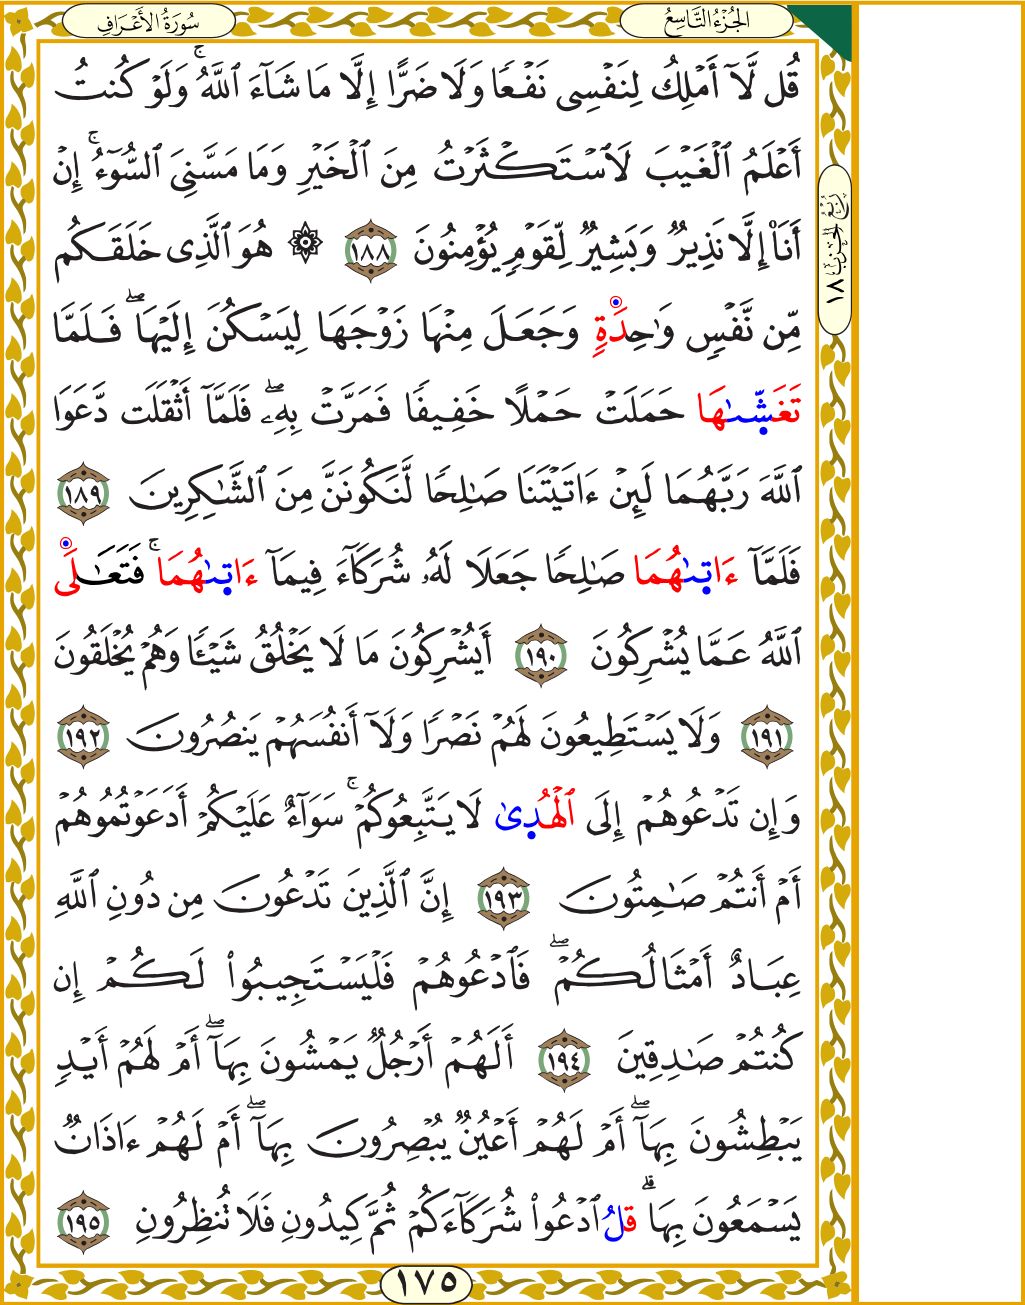 الجُزْءُ التَّاسِعُ
سُورَةُ الأَعْرَافِ
قُل لَّآ أَمْلِكُ لِنَفْسِى نَفْعًا وَلَا ضَرًّا إِلَّا مَا شَآءَ ٱللَّهُ ۚ وَلَوْ كُنتُ
أَعْلَمُ ٱلْغَيْبَ لَٱسْتَكْثَرْتُ مِنَ ٱلْخَيْرِ وَمَا مَسَّنِىَ ٱلسُّوٓءُ ۚ إِنْ
أَنَا۠ إِلَّا نَذِيرٌ وَبَشِيرٌ لِّقَوْمٍ يُؤْمِنُونَ ١٨٨ ۞ هُوَ ٱلَّذِى خَلَقَكُم
مِّن نَّفْسٍ وَٰحِدَةٍ وَجَعَلَ مِنْهَا زَوْجَهَا لِيَسْكُنَ إِلَيْهَا ۖ فَلَمَّا
تَغَشّىٰهَا حَمَلَتْ حَمْلًا خَفِيفًا فَمَرَّتْ بِهِۦ ۖ فَلَمَّآ أَثْقَلَت دَّعَوَا
ٱللَّهَ رَبَّهُمَا لَئِنْ ءَاتَيْتَنَا صَٰلِحًا لَّنَكُونَنَّ مِنَ ٱلشَّٰكِرِينَ ١٨٩
فَلَمَّآ ءَاتىٰهُمَا صَٰلِحًا جَعَلَا لَهُۥ شُرَكَآءَ فِيمَآ ءَاتىٰهُمَا ۚ فَتَعَٰلَى
ٱللَّهُ عَمَّا يُشْرِكُونَ ١٩٠ أَيُشْرِكُونَ مَا لَا يَخْلُقُ شَيْـًٔا وَهُمْ يُخْلَقُونَ
١٩١ وَلَا يَسْتَطِيعُونَ لَهُمْ نَصْرًا وَلَآ أَنفُسَهُمْ يَنصُرُونَ ١٩٢
وَإِن تَدْعُوهُمْ إِلَى ٱلْهُدىٰ لَا يَتَّبِعُوكُمْ ۚ سَوَآءٌ عَلَيْكُمْ أَدَعَوْتُمُوهُمْ
أَمْ أَنتُمْ صَٰمِتُونَ ١٩٣ إِنَّ ٱلَّذِينَ تَدْعُونَ مِن دُونِ ٱللَّهِ
عِبَادٌ أَمْثَالُكُمْ ۖ فَٱدْعُوهُمْ فَلْيَسْتَجِيبُوا۟ لَكُمْ إِن
كُنتُمْ صَٰدِقِينَ ١٩٤ أَلَهُمْ أَرْجُلٌ يَمْشُونَ بِهَآ ۖ أَمْ لَهُمْ أَيْدٍ
يَبْطِشُونَ بِهَآ ۖ أَمْ لَهُمْ أَعْيُنٌ يُبْصِرُونَ بِهَآ ۖ أَمْ لَهُمْ ءَاذَانٌ
يَسْمَعُونَ بِهَا ۗ قلُ ٱدْعُوا۟ شُرَكَآءَكُمْ ثُمَّ كِيدُونِ فَلَا تُنظِرُونِ ١٩٥
رُبْعُ الحِزْبِ ١٨
١٧٥